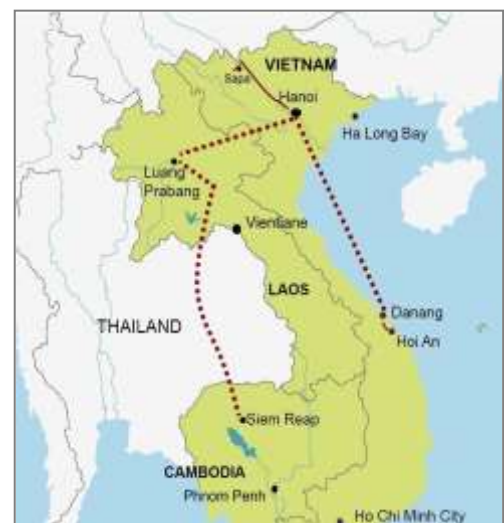 VIETNAM
Sapa
Hanoi
Ha Long Bay
Luang
Prabang
Vientiane
LAOS
Danang
Hoi An
THAILAND
Siem Reap
CAMBODIA
Phnom Penh
Ho Chi Minh City